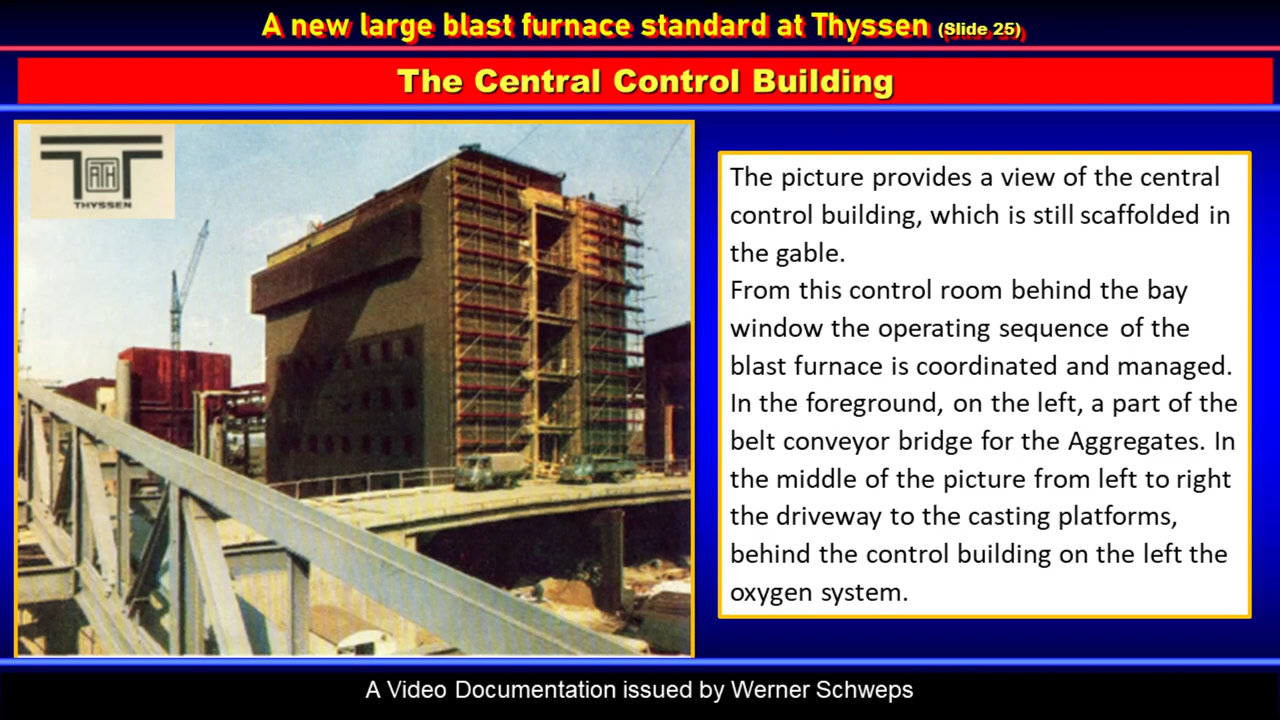 A new large blast furnace standard at Thyssen (Slide 25)
The Central Control Building
ATH
THYSSEN
The picture provides a view of the central
control building, which is still scaffolded in
the gable.
From this control room behind the bay
window the operating sequence of the
blast furnace is coordinated and managed.
In the foreground, on the left, a part of the
belt conveyor bridge for the Aggregates. In
the middle of the picture from left to right
the driveway to the casting platforms,
behind the control building on the left the
oxygen system.
A Video Documentation issued by Werner Schweps